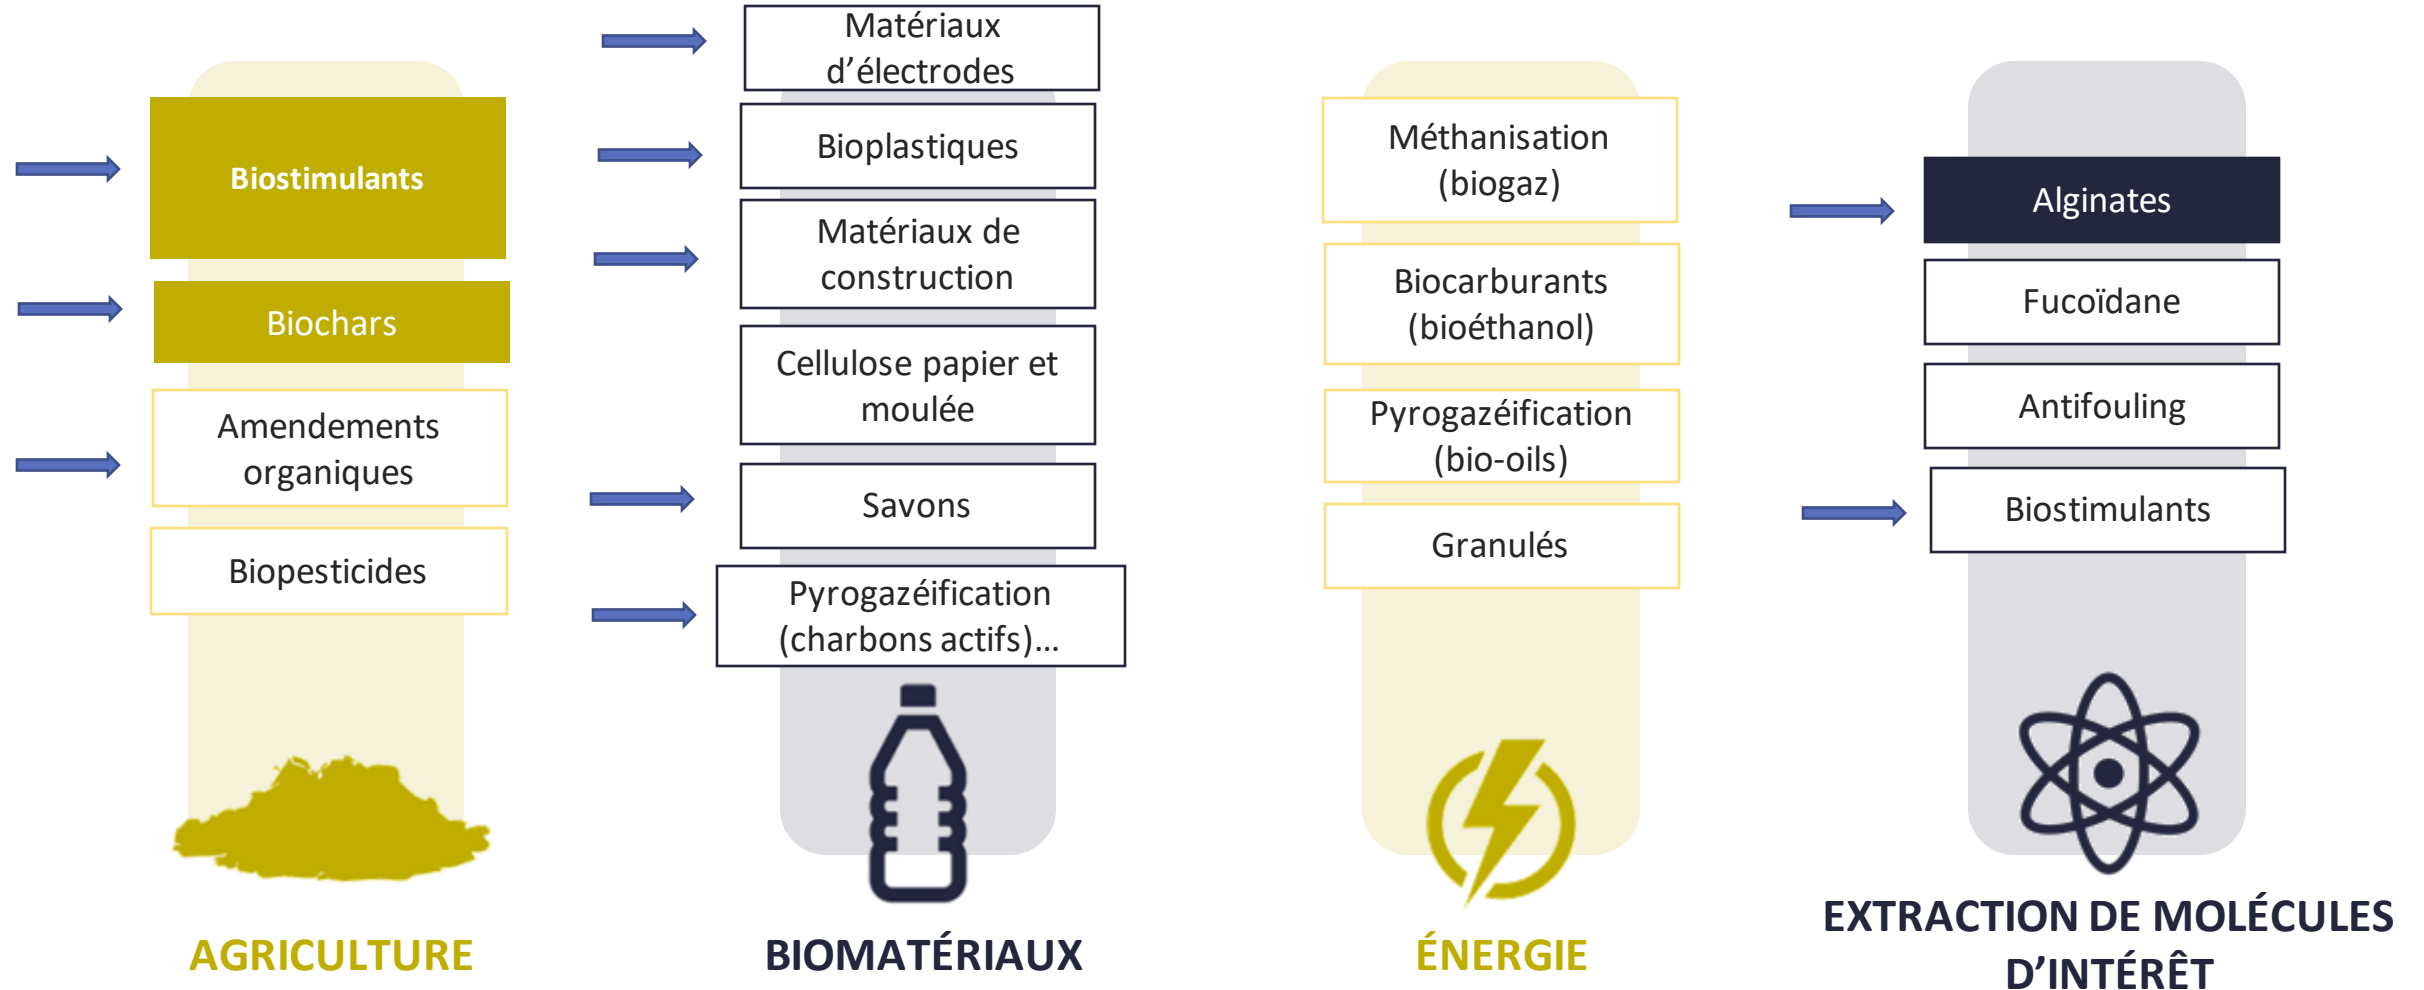 Biostimulants
Biochars
Amendements
organiques
Biopesticides
AGRICULTURE
Matériaux
d’électrodes
Bioplastiques
Matériaux de
construction
Cellulose papier et
moulée
Savons
Pyrogazéification
(charbons actifs)…
BIOMATÉRIAUX
Méthanisation
(biogaz)
Biocarburants
(bioéthanol)
Pyrogazéification
(bio-oils)
Granulés
ÉNERGIE
Alginates
Fucoïdane
Antifouling
Biostimulants
EXTRACTION DE MOLÉCULES
D’INTÉRÊT